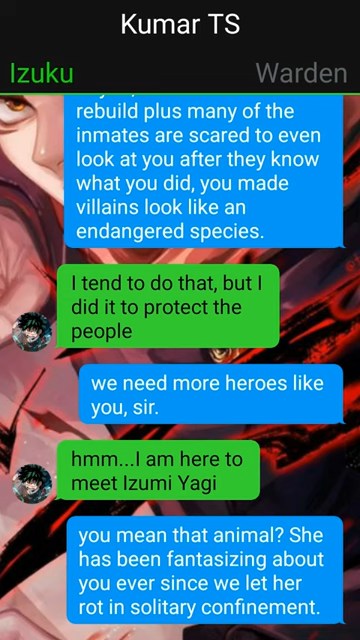 Kumar TS
Izuku
Warden
rebuild plus many of the
inmates are scared to even
look at you after they know
what you did, you made
villains look like an
endangered species.
I tend to do that, but I
did it to protect the
people
we need more heroes like
you, sir.
hmm...I am here to
meet Izumi Yagi
you mean that animal? She
has been fantasizing about
you ever since we let her
rot in solitary confinement.